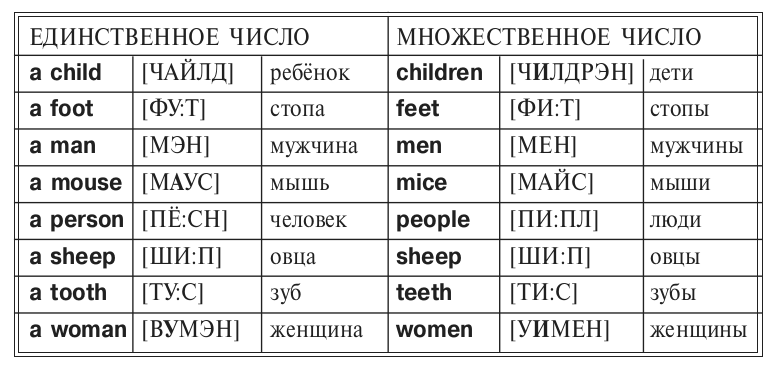 ЕДИНСТВЕННОЕ ЧИСЛО МНОЖЕСТВЕННОЕ ЧИСЛО
a child [ЧАЙЛД] ребёнок children [ЧИЛДРЭН] дети
a foot [ФУ:Т] стопа feet [ФИ:Т] стопы
a man [МЭН] мужчина men [МЕН] мужчины
a mouse [МАУС] мышь mice [МАЙС] мыши
a person [ПЁ:СН] человек people [ПИ:ПЛ] люди
a sheep [ШИ:П] овца sheep [ШИ:П] овцы
a tooth [ТУ:С] зуб teeth [ТИ:С] зубы
a woman [ВУМЭН] женщина women [УИМЕН] женщины